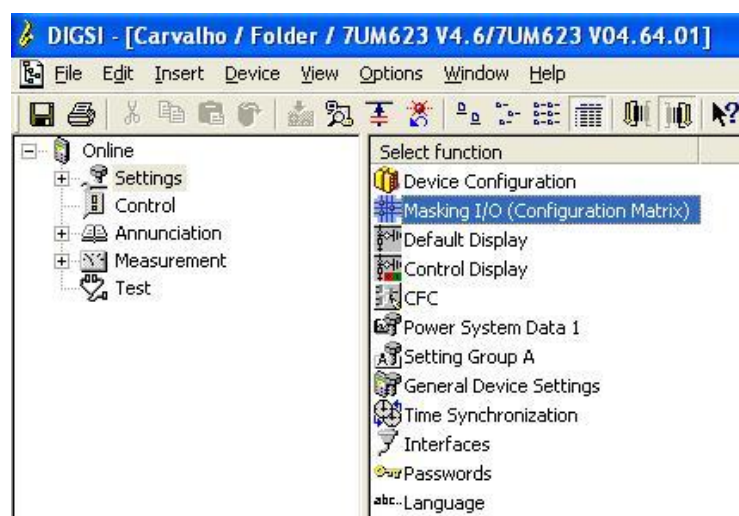 DIGSI - [Carvalho / Folder / 7UM623 V4.6/7UM623 V04.64.01]
File Edit Insert Device View Options Window Help
Online
Settings
Control
Annunciation
Measurement
Test
Select function
Device Configuration
Masking I/O (Configuration Matrix)
Default Display
Control Display
CFC
Power System Data 1
Setting Group A
General Device Settings
Time Synchronization
Interfaces
Passwords
abc..Language